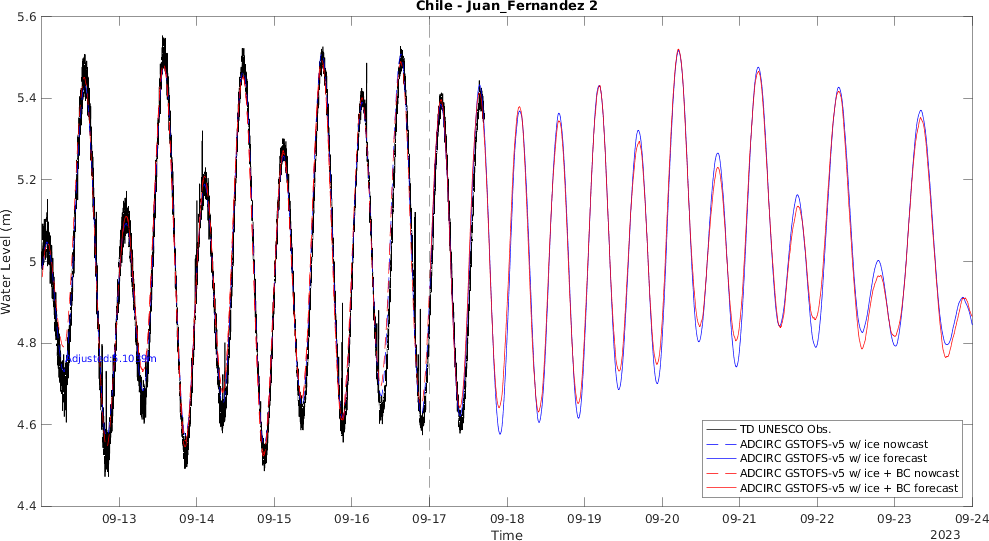 Chile - Juan_Fernandez 2
Water Level (m)
5.6
5.4
5.2
5
4.8
4.6
4.4
TD UNESCO Obs.
ADCIRC GSTOFS-v5 w/ ice nowcast
ADCIRC GSTOFS-v5 w/ ice forecast
ADCIRC GSTOFS-v5 w/ ice + BC nowcast
ADCIRC GSTOFS-v5 w/ ice + BC forecast
09-13 09-14 09-15 09-16 09-17 09-18 09-19 09-20 09-21 09-22 09-23 09-24
Time
2023